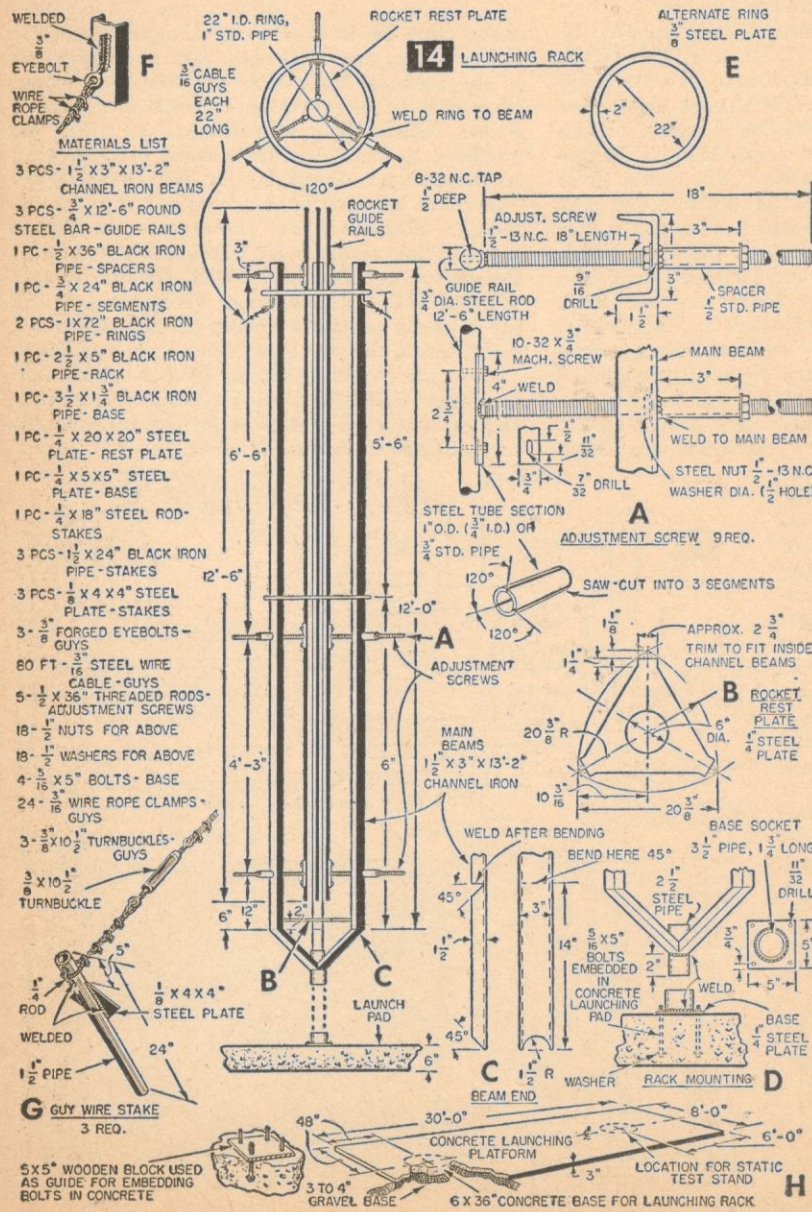 WELDED
3/8" EYEBOLT
F
WIRE ROPE CLAMPS
22" I.D. RING,
1" STD. PIPE
ROCKET REST PLATE
14 LAUNCHING RACK
ALTERNATE RING
3/8" STEEL PLATE
E
2"
22"
3/16" CABLE
GUYS
EACH
22"
LONG
WELD RING TO BEAM
120°
MATERIALS LIST
3 PCS- 1 1/2" X 3" X 13'-2"
CHANNEL IRON BEAMS
3 PCS- 3/4" X 12'-6" ROUND
STEEL BAR-GUIDE RAILS
1 PC- 1/2 X 36" BLACK IRON
PIPE-SPACERS
1 PC- 3/4 X 24" BLACK IRON
PIPE-SEGMENTS
2 PCS- 1X72" BLACK IRON
PIPE-RINGS
1 PC- 2 1/2 X 5" BLACK IRON
PIPE-RACK
1 PC- 3 1/2 X 1 3/4" BLACK IRON
PIPE-BASE
1 PC- 1/4 X 20 X 20" STEEL
PLATE-REST PLATE
1 PC- 1/4 X 5X5" STEEL
PLATE-BASE
1 PC- 1/4 X 18" STEEL ROD-
STAKES
3 PCS- 1 1/2 X 24" BLACK IRON
PIPE-STAKES
3 PCS- 1/8 X 4 X 4" STEEL
PLATE-STAKES
3- 3/8" FORGED EYEBOLTS-
GUYS
80 FT- 3/16" STEEL WIRE
CABLE-GUYS
5- 1/2 X 36" THREADED RODS-
ADJUSTMENT SCREWS
18- 1/2" NUTS FOR ABOVE
18- 1/2" WASHERS FOR ABOVE
4- 5/16 X 5" BOLTS-BASE
24- 3/16" WIRE ROPE CLAMPS-
GUYS
3- 3/8 X 10 1/2" TURNBUCKLES-
GUYS
3/8 X 10 1/2"
TURNBUCKLE
5"
1/4"
ROD
WELDED
1/8 X 4X4"
STEEL PLATE
1 1/2" PIPE
24"
G GUY WIRE STAKE
3 REQ.
ROCKET
GUIDE
RAILS
3"
6'-6"
5'-6"
12'-6"
12'-0"
A
ADJUSTMENT
SCREWS
4'-3"
6"
MAIN
BEAMS
1 1/2" X 3" X 13'-2"
CHANNEL IRON
6"
12"
2"
B
C
LAUNCH
PAD
6"
8-32 N.C. TAP
1/2" DEEP
18"
ADJUST. SCREW
1/2"-13 N.C. 18" LENGTH
3"
GUIDE RAIL
3/4" DIA. STEEL ROD
12'-6" LENGTH
9/16"
DRILL
3"
1 1/2"
SPACER
1/2" STD. PIPE
10-32 X 3/4"
MACH. SCREW
MAIN BEAM
4"
WELD
3"
2 1/4"
1/2"
11/32
3/4"
7/32" DRILL
WELD TO MAIN BEAM
STEEL NUT 1/2"-13 N.C.
WASHER DIA. (1/2" HOLE)
A
ADJUSTMENT SCREW 9 REQ.
STEEL TUBE SECTION
1" O.D. (3/4" I.D.) OR
3/4" STD. PIPE
120°
SAW-CUT INTO 3 SEGMENTS
120°
1 1/8"
1 1/4"
APPROX. 2 3/4"
TRIM TO FIT INSIDE
CHANNEL BEAMS
B ROCKET
REST
PLATE
1/4" STEEL
PLATE
6"
DIA.
20 3/8" R
10 3/16"
20 3/8"
WELD AFTER BENDING
BEND HERE 45°
45°
3"
1 1/2"
14"
45°
1 1/2" R
C
BEAM END
BASE SOCKET
3 1/2" PIPE, 1 3/4" LONG
11/32"
DRILL
2 1/2"
STEEL
PIPE
5/16 X 5"
BOLTS
EMBEDDED
IN
CONCRETE
LAUNCHING
PAD
2"
3/4"
5"
5"
WELD
BASE
1/4" STEEL
PLATE
WASHER
RACK MOUNTING D
5X5" WOODEN BLOCK USED
AS GUIDE FOR EMBEDDING
BOLTS IN CONCRETE
48"
30'-0"
8'-0"
6'-0"
CONCRETE LAUNCHING
PLATFORM
3"
LOCATION FOR STATIC
TEST STAND
3 TO 4"
GRAVEL BASE
6 X 36" CONCRETE BASE FOR LAUNCHING RACK
H